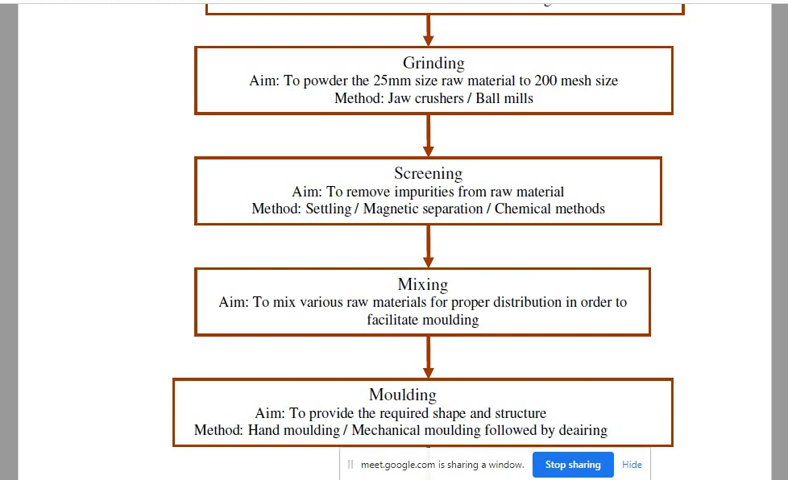 Grinding
Aim: To powder the 25mm size raw material to 200 mesh size
Method: Jaw crushers / Ball mills
Screening
Aim: To remove impurities from raw material
Method: Settling / Magnetic separation / Chemical methods
Mixing
Aim: To mix various raw materials for proper distribution in order to
facilitate moulding
Moulding
Aim: To provide the required shape and structure
Method: Hand moulding / Mechanical moulding followed by deairing
meet.google.com is sharing a window.
Stop sharing
Hide